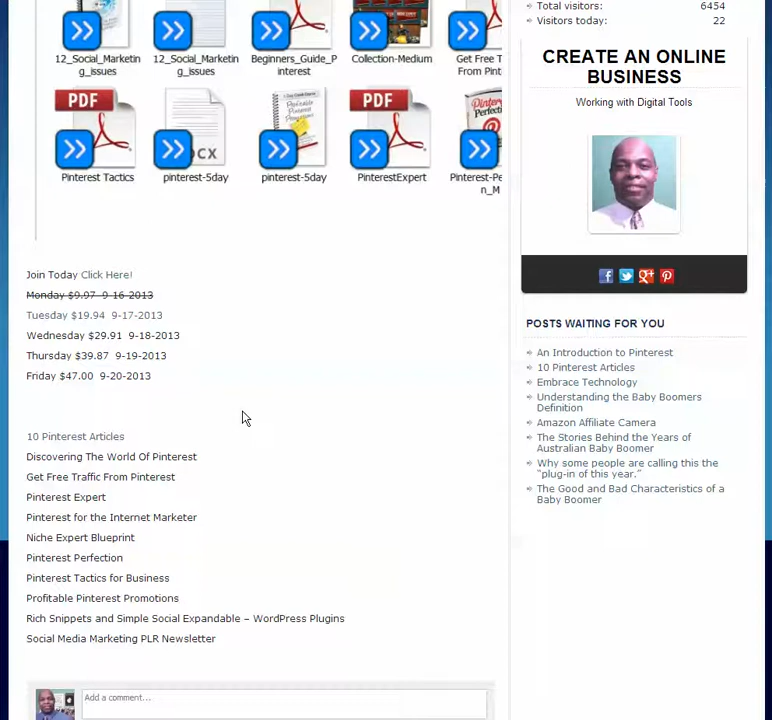 12_Social_Marketin
g_issues
12_Social_Marketin
g_issues
Beginners_Guide_P
interest
Collection-Medium
Get Free T
From Pint
PDF
Pinterest Tactics
CX
pinterest-5day
Profitable Pinterest
Promotions
pinterest-5day
PDF
PinterestExpert
Pinterest
Perfection
Pinterest-Pe
n_M
Join Today Click Here!
Monday $9.97 9-16-2013
Tuesday $19.94 9-17-2013
Wednesday $29.91 9-18-2013
Thursday $39.87 9-19-2013
Friday $47.00 9-20-2013
10 Pinterest Articles
Discovering The World Of Pinterest
Get Free Traffic From Pinterest
Pinterest Expert
Pinterest for the Internet Marketer
Niche Expert Blueprint
Pinterest Perfection
Pinterest Tactics for Business
Profitable Pinterest Promotions
Rich Snippets and Simple Social Expandable – WordPress Plugins
Social Media Marketing PLR Newsletter
Add a comment...
Total visitors: 6454
Visitors today: 22
CREATE AN ONLINE
BUSINESS
Working with Digital Tools
POSTS WAITING FOR YOU
An Introduction to Pinterest
10 Pinterest Articles
Embrace Technology
Understanding the Baby Boomers
Definition
Amazon Affiliate Camera
The Stories Behind the Years of
Australian Baby Boomer
Why some people are calling this the
"plug-in of this year."
The Good and Bad Characteristics of a
Baby Boomer